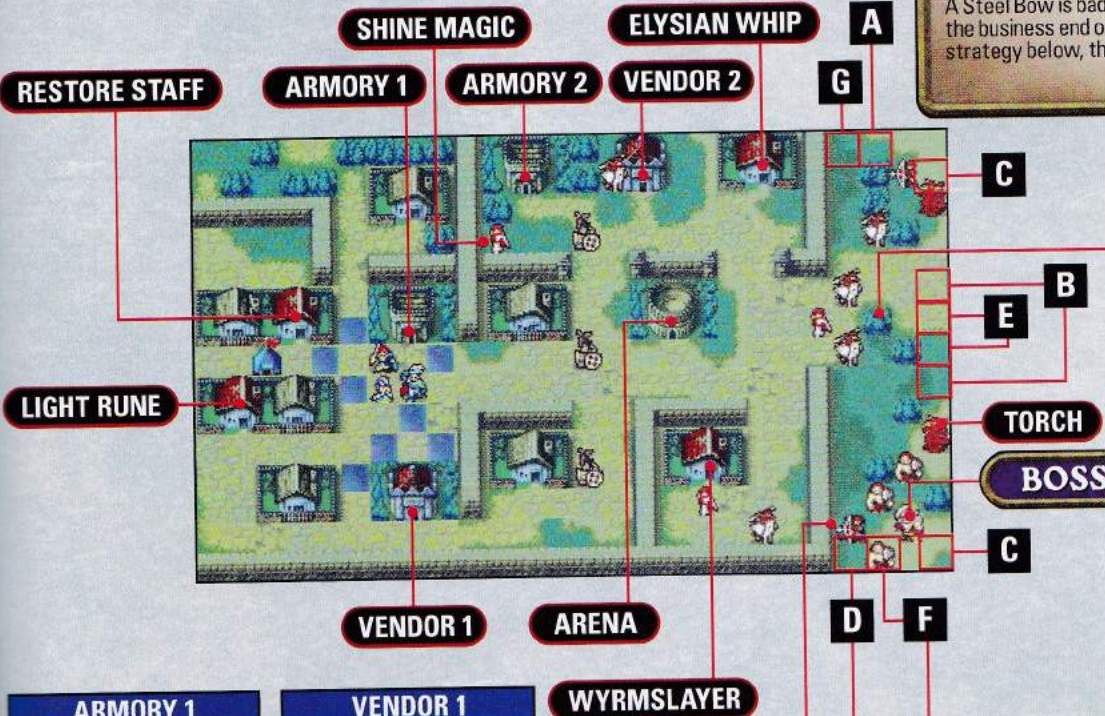 A Steel Bow is bad
the business end o
strategy below, th
SHINE MAGIC
ELYSIAN WHIP
A
RESTORE STAFF
ARMORY 1
ARMORY 2
VENDOR 2
G
C
B
E
LIGHT RUNE
TORCH
BOSS
C
VENDOR 1
ARENA
D
F
WYRMSLAYER
ARMORY 1
VENDOR 1